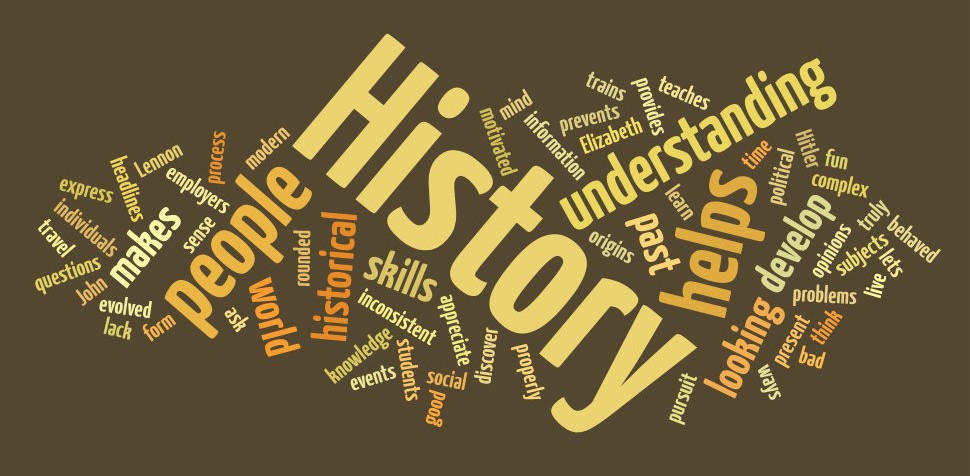 History
understanding
people
helps
historical
develop
looking
past
world
makes
skills
modern
process
Lennon
headlines
express
employers
individuals
travel
sense
questions
John
evolved
lack
form
ask
rounded
inconsistent
appreciate
knowledge
events
students
social
good
discover
properly
motivated
mind
information
prevents
Elizabeth
trains
provides
teaches
learn
origins
time
political
Hitler
fun
complex
truly
behaved
opinions
subjects
lets
live
problems
present
think
bad
ways
pursuit